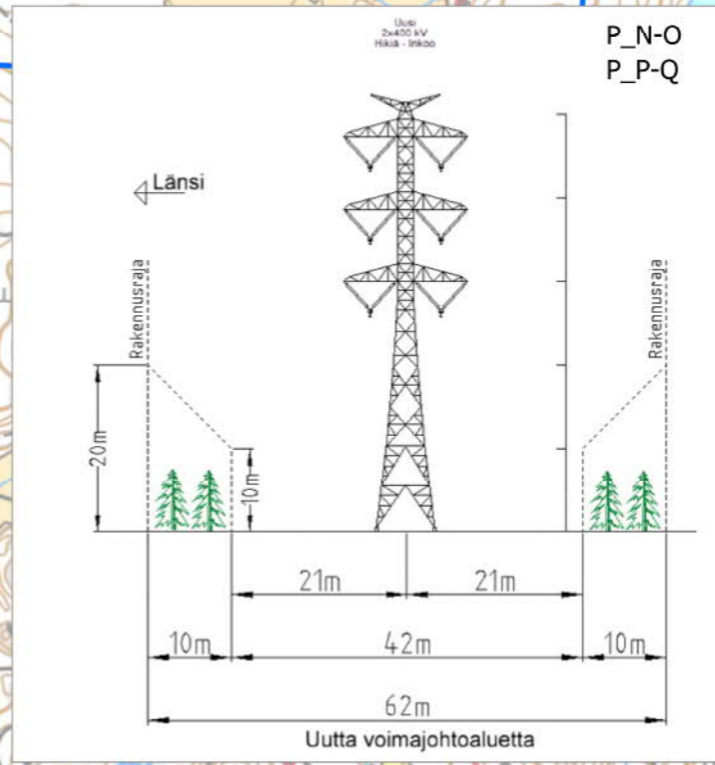 Uusi
2x400 kV
Hikiä - Inkoo
P_N-O
P_P-Q
Länsi
Rakennusraja
Rakennusraja
20m
10m
21m
21m
10m
42m
10m
62m
Uutta voimajohtoaluetta